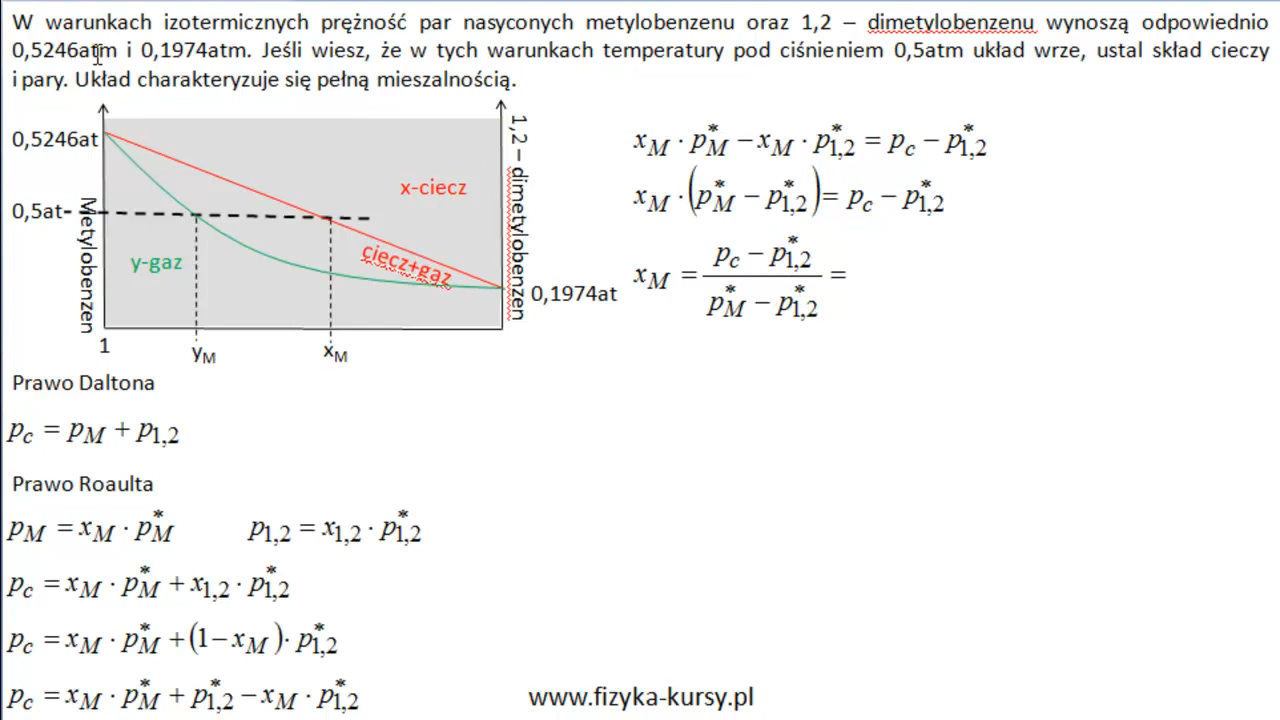 W warunkach izotermicznych prężność par nasyconych metylobenzenu oraz 1,2 – dimetylobenzenu wynoszą odpowiednio
0,5246atm i 0,1974atm. Jeśli wiesz, że w tych warunkach temperatury pod ciśnieniem 0,5atm układ wrze, ustal skład cieczy
i pary. Układ charakteryzuje się pełną mieszalnością.
0,5246at
0,5at
Metylobenzen
x-ciecz
y-gaz
ciecz+gaz
1,2 – dimetylobenzen
0,1974at
1
y_M
x_M
x_M · p*_M − x_M · p*_1,2 = p_c − p*_1,2
x_M · (p*_M − p*_1,2) = p_c − p*_1,2
x_M = (p_c − p*_1,2) / (p*_M − p*_1,2) =
Prawo Daltona
p_c = p_M + p_1,2
Prawo Roaulta
p_M = x_M · p*_M p_1,2 = x_1,2 · p*_1,2
p_c = x_M · p*_M + x_1,2 · p*_1,2
p_c = x_M · p*_M + (1 − x_M) · p*_1,2
p_c = x_M · p*_M + p*_1,2 − x_M · p*_1,2
www.fizyka-kursy.pl